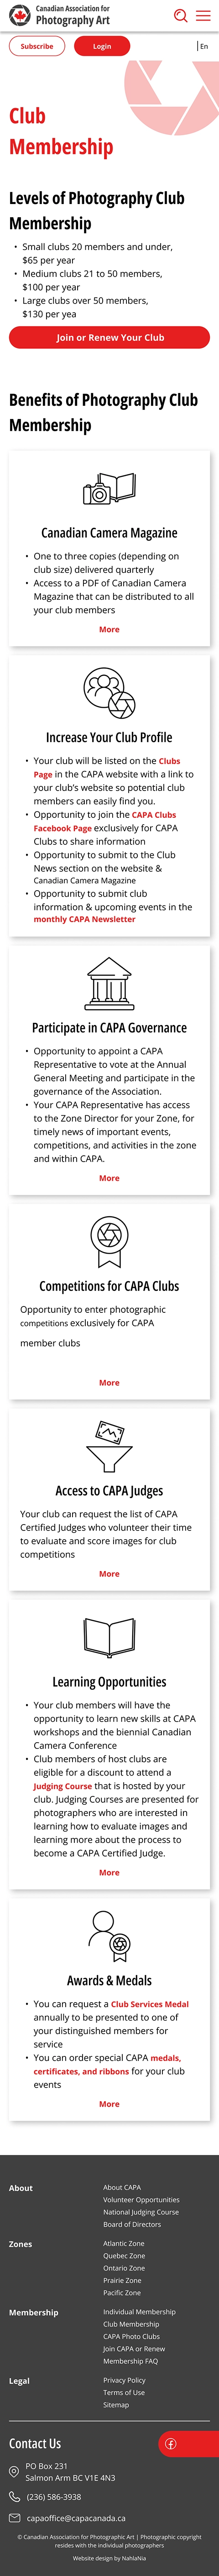 Canadian Association for
Photography Art
Subscribe
Login
En
Club
Membership
Levels of Photography Club
Membership
• Small clubs 20 members and under,
$65 per year
• Medium clubs 21 to 50 members,
$100 per year
• Large clubs over 50 members,
$130 per yea
Join or Renew Your Club
Benefits of Photography Club
Membership
Canadian Camera Magazine
• One to three copies (depending on
club size) delivered quarterly
• Access to a PDF of Canadian Camera
Magazine that can be distributed to all
your club members
More
Increase Your Club Profile
• Your club will be listed on the Clubs
Page in the CAPA website with a link to
your club's website so potential club
members can easily find you.
• Opportunity to join the CAPA Clubs
Facebook Page exclusively for CAPA
Clubs to share information
• Opportunity to submit to the Club
News section on the website &
Canadian Camera Magazine
• Opportunity to submit club
information & upcoming events in the
monthly CAPA Newsletter
Participate in CAPA Governance
• Opportunity to appoint a CAPA
Representative to vote at the Annual
General Meeting and participate in the
governance of the Association.
• Your CAPA Representative has access
to the Zone Director for your Zone, for
timely news of important events,
competitions, and activities in the zone
and within CAPA.
More
Competitions for CAPA Clubs
Opportunity to enter photographic
competitions exclusively for CAPA
member clubs
More
Access to CAPA Judges
Your club can request the list of CAPA
Certified Judges who volunteer their time
to evaluate and score images for club
competitions
More
Learning Opportunities
• Your club members will have the
opportunity to learn new skills at CAPA
workshops and the biennial Canadian
Camera Conference
• Club members of host clubs are
eligible for a discount to attend a
Judging Course that is hosted by your
club. Judging Courses are presented for
photographers who are interested in
learning how to evaluate images and
learning more about the process to
become a CAPA Certified Judge.
More
Awards & Medals
• You can request a Club Services Medal
annually to be presented to one of
your distinguished members for
service
• You can order special CAPA medals,
certificates, and ribbons for your club
events
More
About
About CAPA
Volunteer Opportunities
National Judging Course
Board of Directors
Zones
Atlantic Zone
Quebec Zone
Ontario Zone
Prairie Zone
Pacific Zone
Membership
Individual Membership
Club Membership
CAPA Photo Clubs
Join CAPA or Renew
Membership FAQ
Legal
Privacy Policy
Terms of Use
Sitemap
Contact Us
PO Box 231
Salmon Arm BC V1E 4N3
(236) 586-3938
capaoffice@capacanada.ca
© Canadian Association for Photographic Art | Photographic copyright
resides with the individual photographers
Website design by NahlaNia